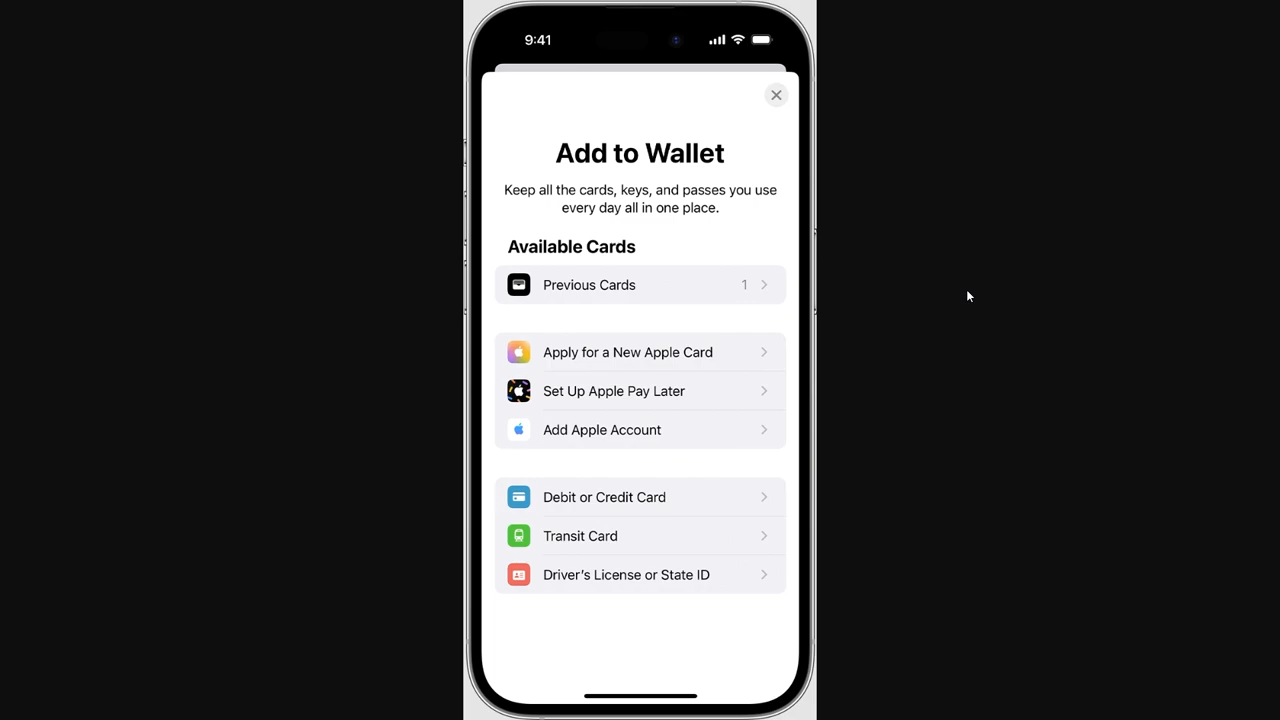 9:41
Add to Wallet
Keep all the cards, keys, and passes you use
every day all in one place.
Available Cards
Previous Cards 1
Apply for a New Apple Card
Set Up Apple Pay Later
Add Apple Account
Debit or Credit Card
Transit Card
Driver’s License or State ID